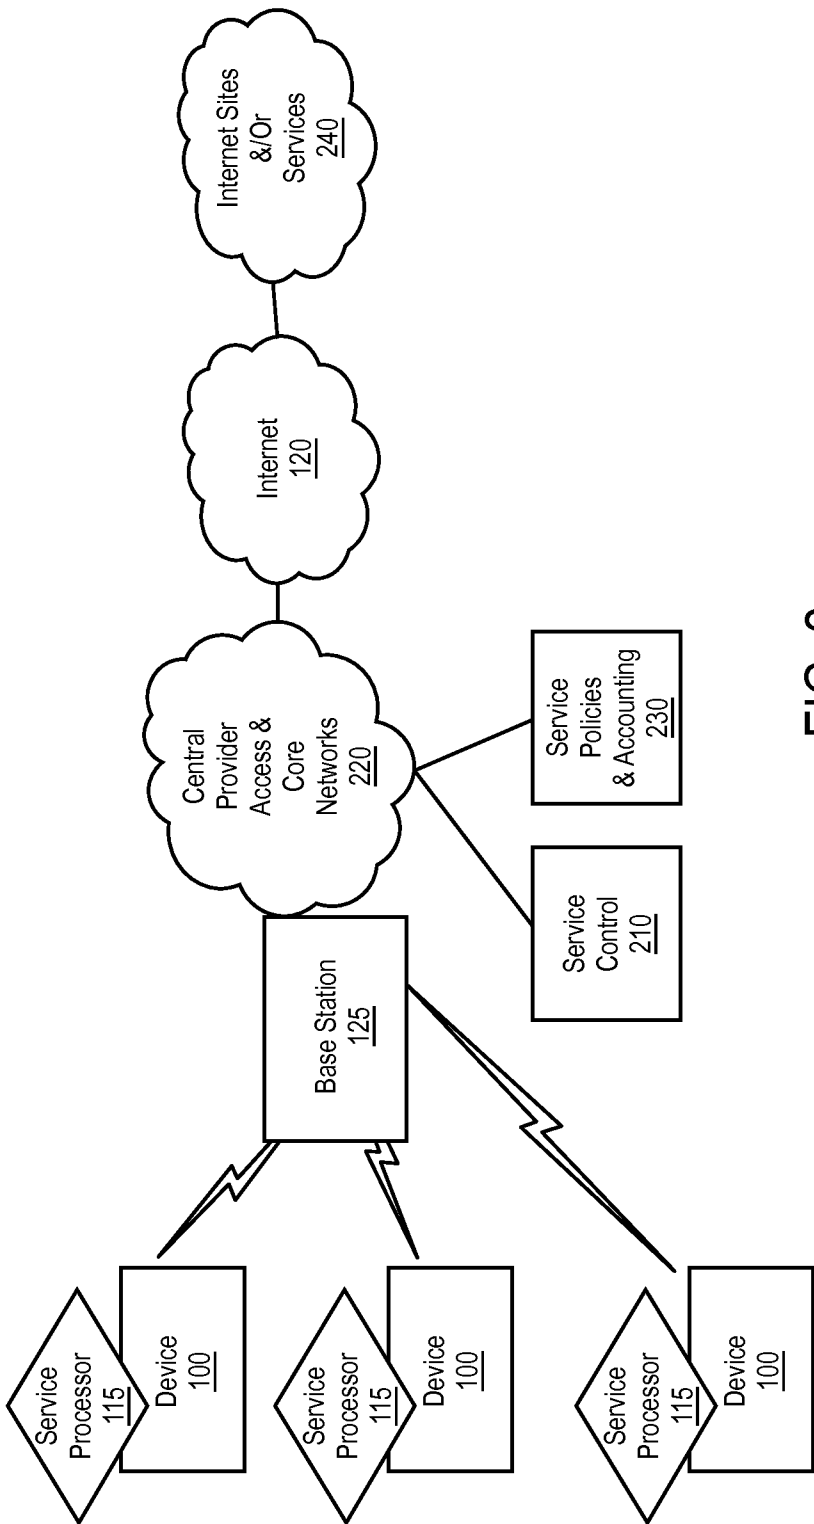 Service
Processor
115
Device
100
Service
Processor
115
Device
100
Service
Processor
115
Device
100
Base Station
125
Central
Provider
Access &
Core
Networks
220
Internet
120
Internet Sites
&/Or
Services
240
Service
Control
210
Service
Policies
& Accounting
230
FIG.